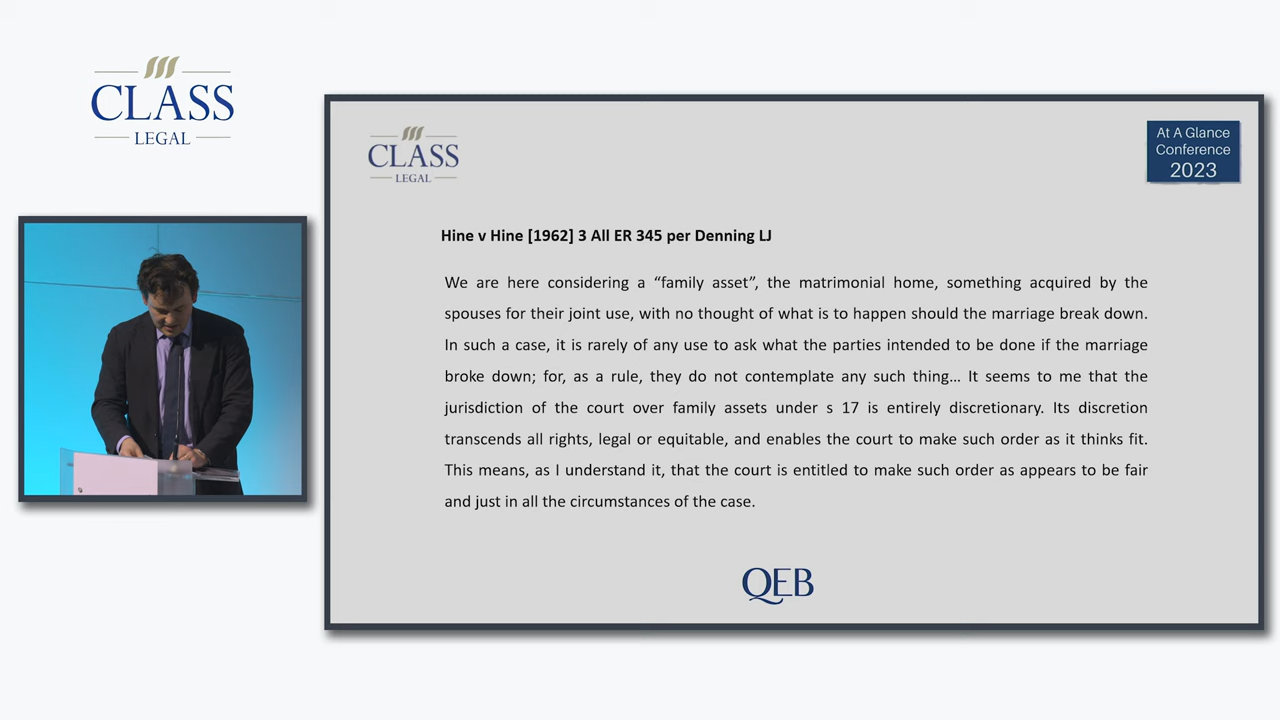 CLASS
LEGAL
CLASS
LEGAL
At A Glance
Conference
2023
Hine v Hine [1962] 3 All ER 345 per Denning LJ
We are here considering a “family asset”, the matrimonial home, something acquired by the
spouses for their joint use, with no thought of what is to happen should the marriage break down.
In such a case, it is rarely of any use to ask what the parties intended to be done if the marriage
broke down; for, as a rule, they do not contemplate any such thing... It seems to me that the
jurisdiction of the court over family assets under s 17 is entirely discretionary. Its discretion
transcends all rights, legal or equitable, and enables the court to make such order as it thinks fit.
This means, as I understand it, that the court is entitled to make such order as appears to be fair
and just in all the circumstances of the case.
QEB